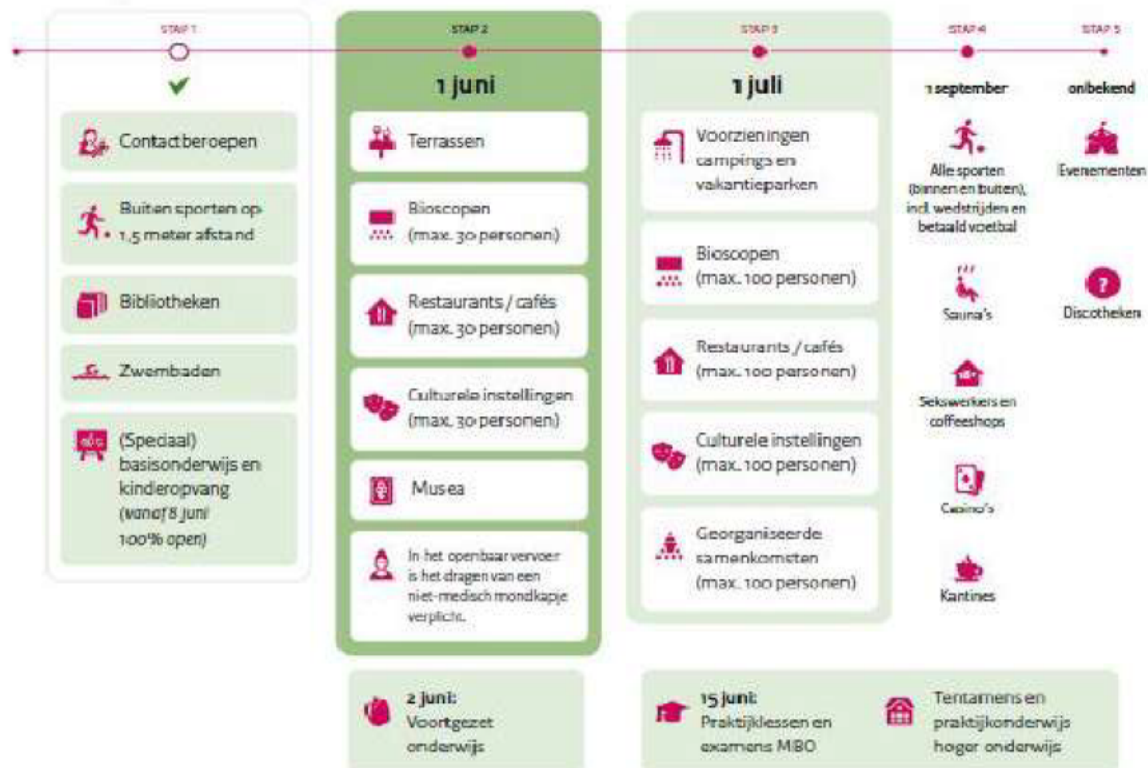 STAP 1
Contactberoepen
Buiten sporten op
1,5 meter afstand
Bibliotheken
Zwembaden
(Speciaal)
basisonderwijs en
kinderopvang
(vanaf 8 juni
100% open)
STAP 2
1 juni
Terrassen
Bioscopen
(max. 30 personen)
Restaurants / cafés
(max. 30 personen)
Culturele instellingen
(max. 30 personen)
Musea
In het openbaar vervoer
is het dragen van een
niet-medisch mondkapje
verplicht.
2 juni:
Voortgezet
onderwijs
STAP 3
1 juli
Voorzieningen
campings en
vakantieparken
Bioscopen
(max. 100 personen)
Restaurants / cafés
(max. 100 personen)
Culturele instellingen
(max. 100 personen)
Georganiseerde
samenkomsten
(max. 100 personen)
15 juni:
Praktijklessen en
examens MBO
Tentamens en
praktijkonderwijs
hoger onderwijs
STAP 4
1 september
Alle sporten
(binnen en buiten),
incl. wedstrijden en
betaald voetbal
Sauna's
18+
Sekswerkers en
coffeeshops
Casino's
Kantines
STAP 5
onbekend
Evenementen
?
Discotheken